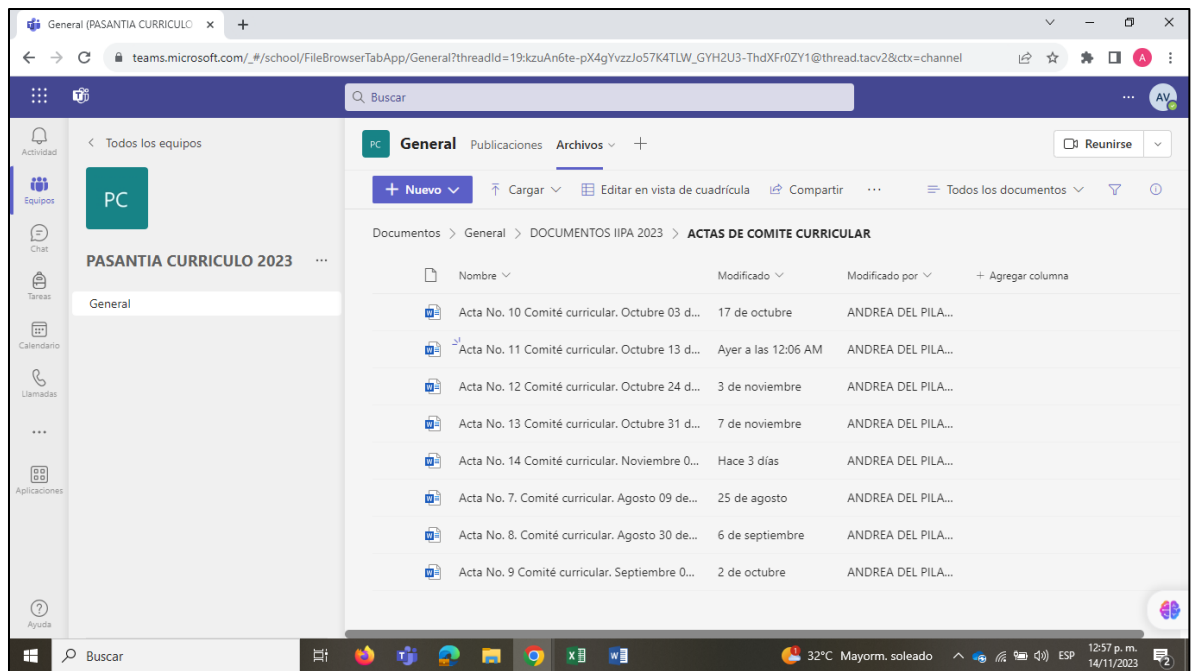 General (PASANTIA CURRICULO
teams.microsoft.com/_#/school/FileBrowserTabApp/General?threadId=19:kzuAn6te-pX4gYvzzJo57K4TLW_GYH2U3-ThdXFr0ZY1@thread.tacv2&ctx=channel
A
Buscar
AV
Actividad
Equipos
Chat
Tareas
Calendario
Llamadas
Aplicaciones
Ayuda
Todos los equipos
PC
PASANTIA CURRICULO 2023
General
PC General Publicaciones Archivos
Reunirse
Nuevo Cargar Editar en vista de cuadrícula Compartir Todos los documentos
Documentos > General > DOCUMENTOS IIPA 2023 > ACTAS DE COMITE CURRICULAR
Nombre Modificado Modificado por + Agregar columna
Acta No. 10 Comité curricular. Octubre 03 d... 17 de octubre ANDREA DEL PILA...
Acta No. 11 Comité curricular. Octubre 13 d... Ayer a las 12:06 AM ANDREA DEL PILA...
Acta No. 12 Comité curricular. Octubre 24 d... 3 de noviembre ANDREA DEL PILA...
Acta No. 13 Comité curricular. Octubre 31 d... 7 de noviembre ANDREA DEL PILA...
Acta No. 14 Comité curricular. Noviembre 0... Hace 3 días ANDREA DEL PILA...
Acta No. 7. Comité curricular. Agosto 09 de... 25 de agosto ANDREA DEL PILA...
Acta No. 8. Comité curricular. Agosto 30 de... 6 de septiembre ANDREA DEL PILA...
Acta No. 9 Comité curricular. Septiembre 0... 2 de octubre ANDREA DEL PILA...
Buscar
32°C Mayorm. soleado
ESP
12:57 p. m.
14/11/2023
2